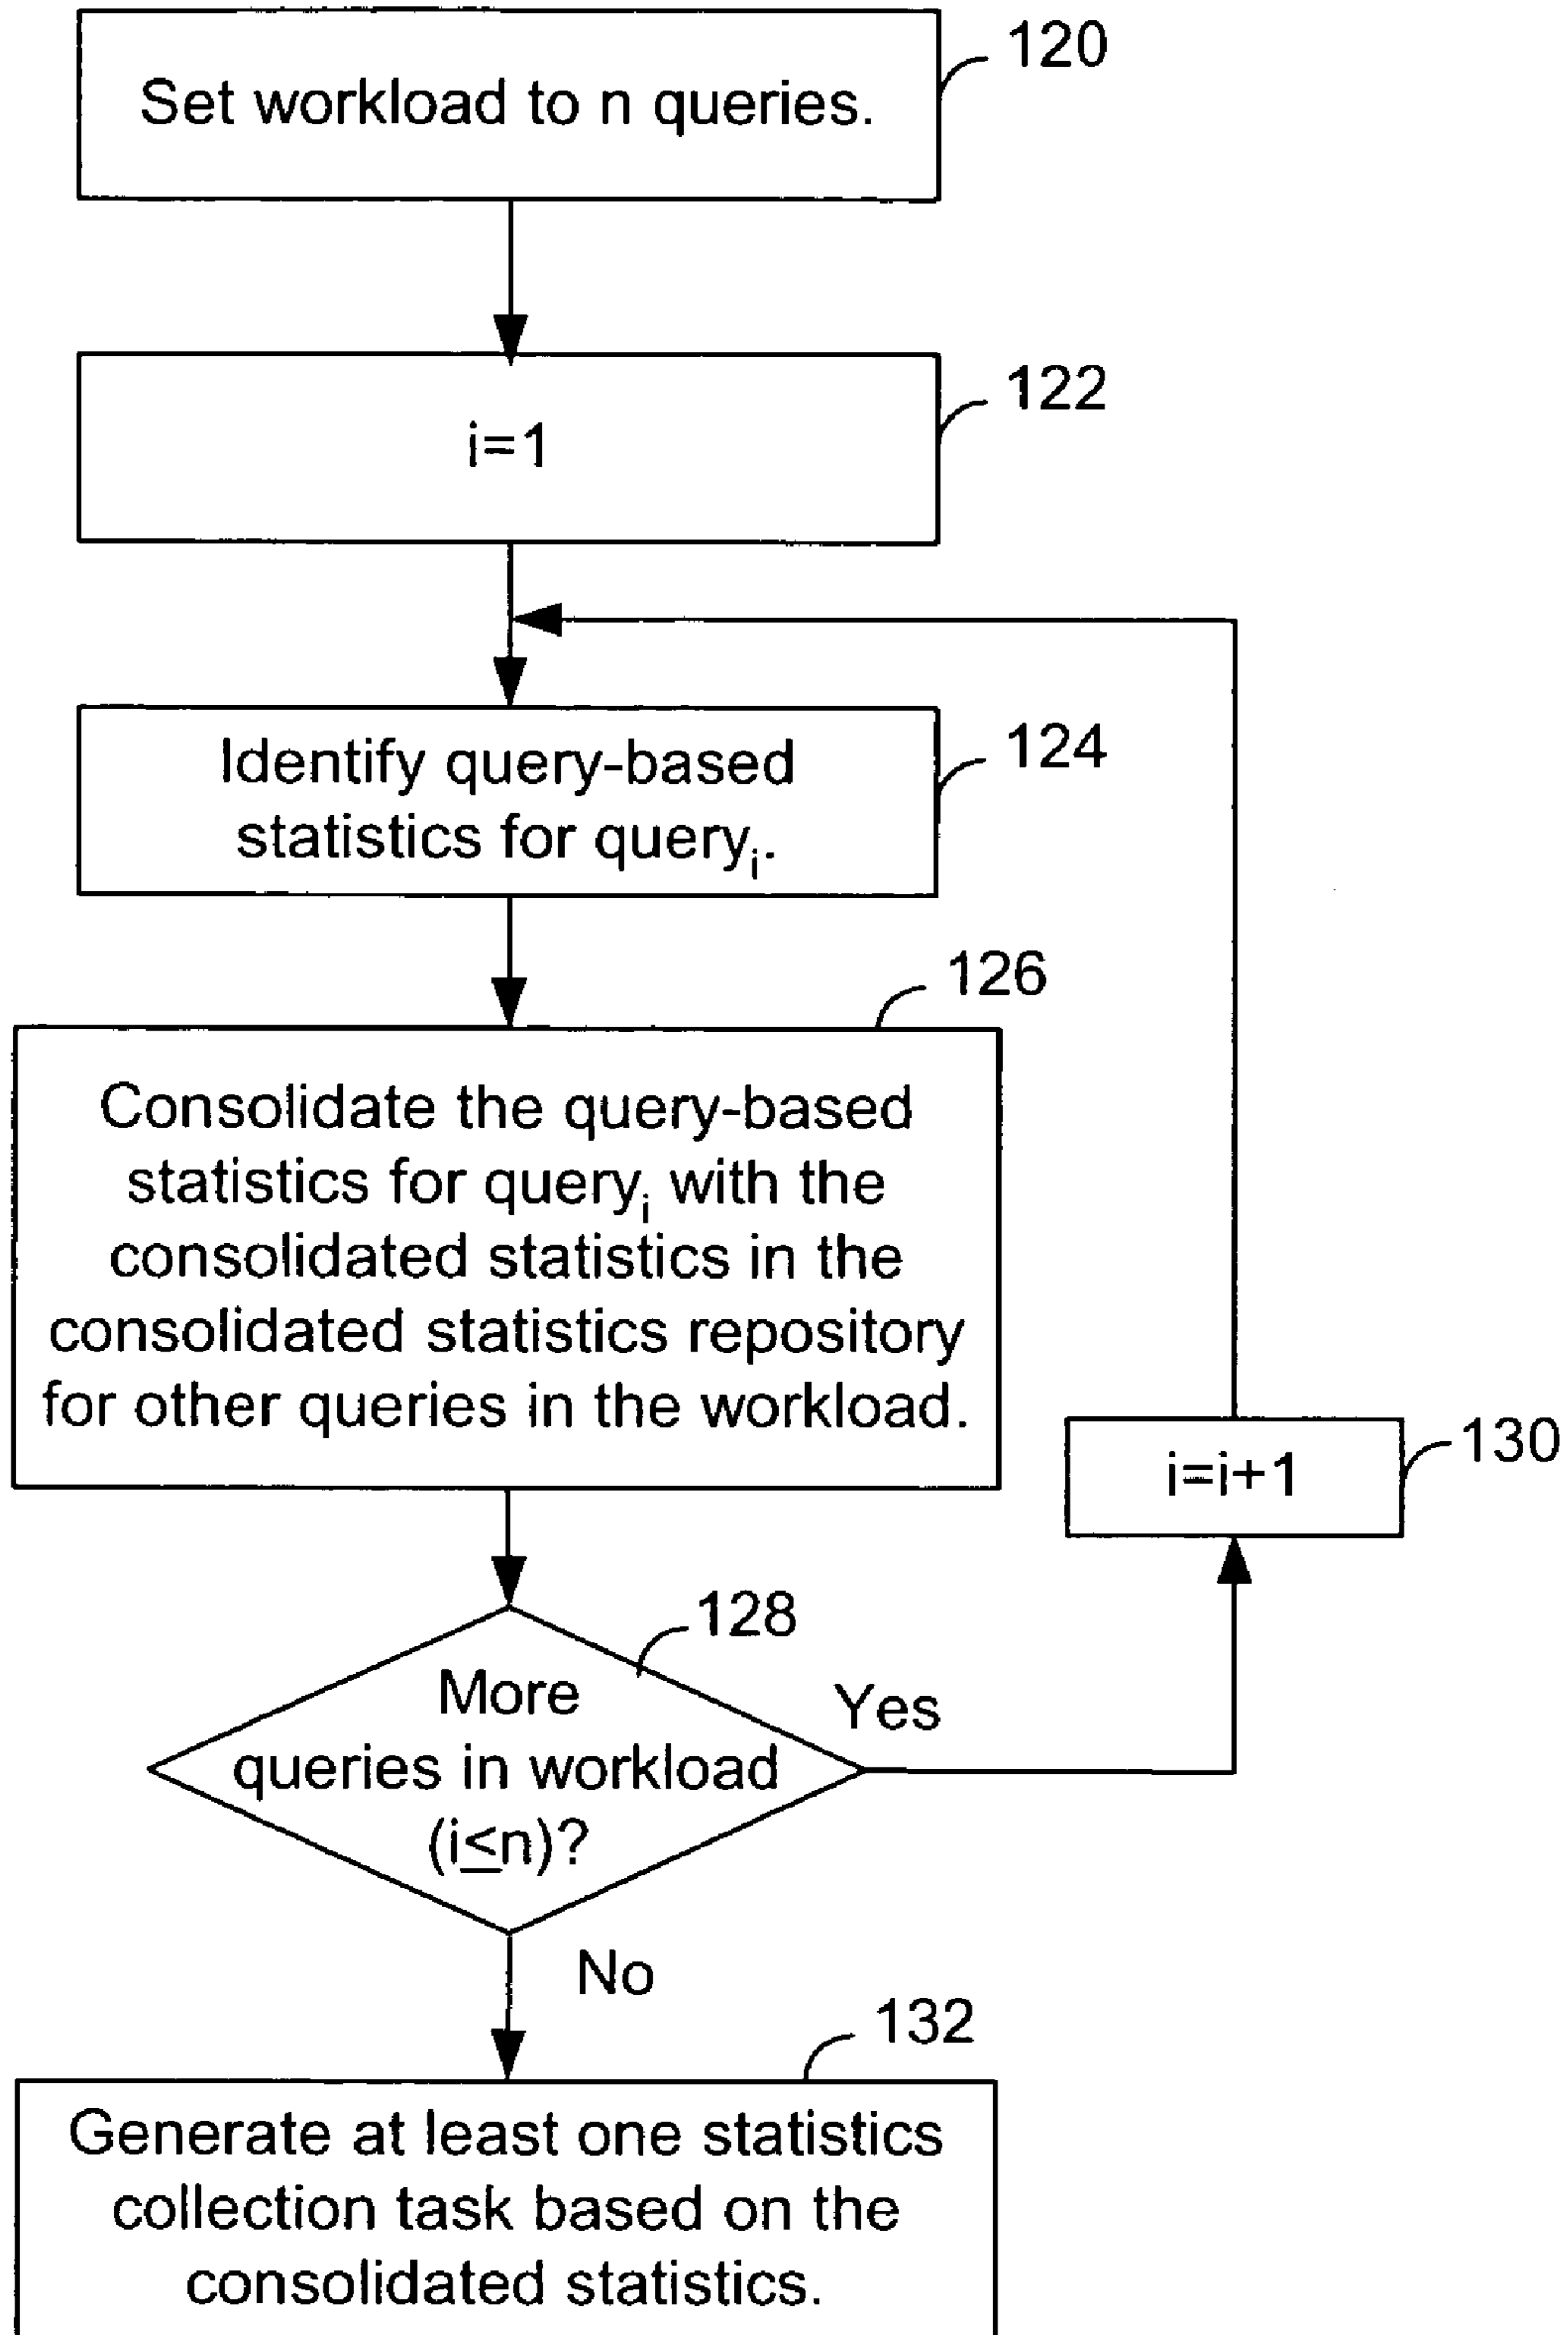 120
Set workload to n queries.
122
i=1
124
Identify query-based
statistics for queryᵢ.
126
Consolidate the query-based
statistics for queryᵢ with the
consolidated statistics in the
consolidated statistics repository
for other queries in the workload.
130
i=i+1
128
More
queries in workload
(i≤n)?
Yes
No
132
Generate at least one statistics
collection task based on the
consolidated statistics.